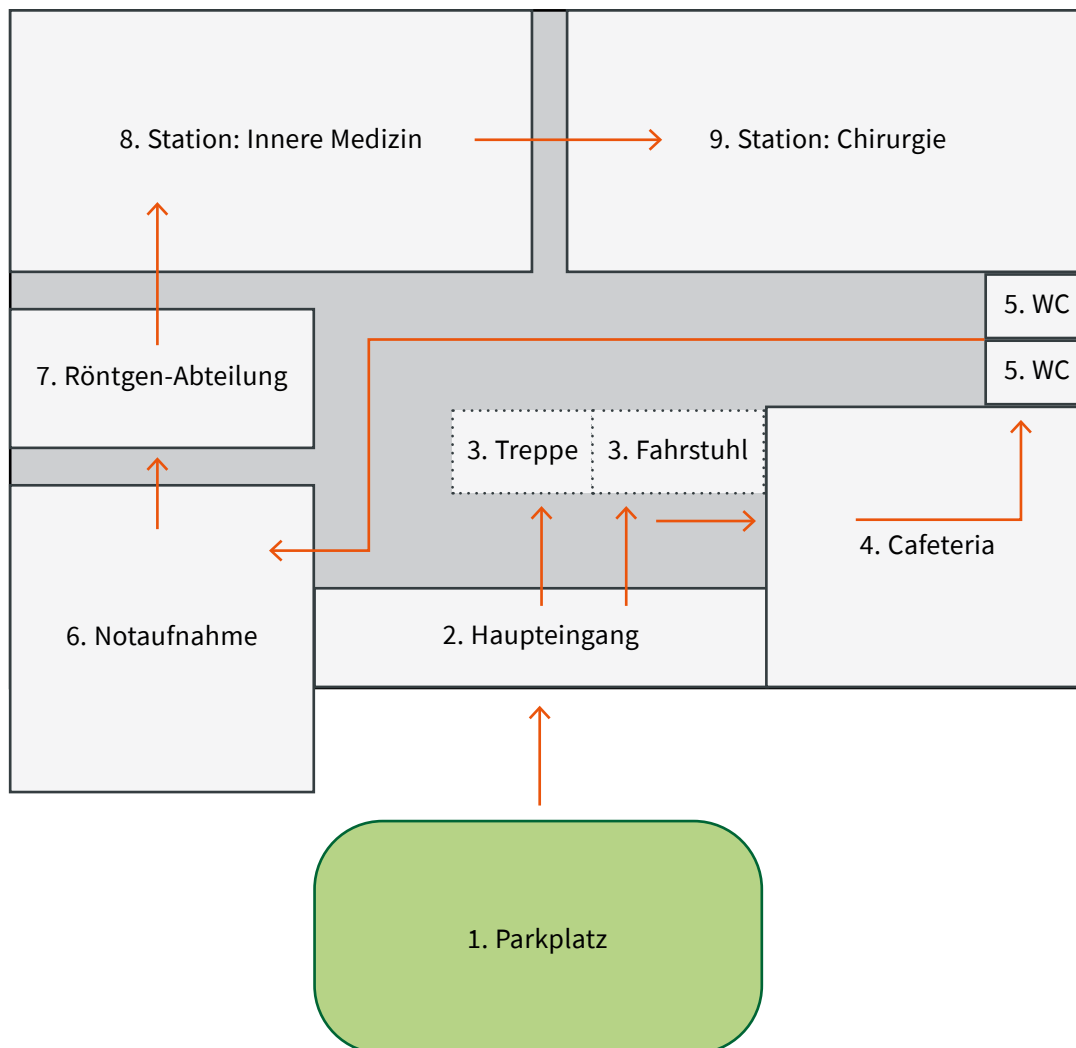 8. Station: Innere Medizin
9. Station: Chirurgie
5. WC
7. Röntgen-Abteilung
5. WC
3. Treppe
3. Fahrstuhl
4. Cafeteria
6. Notaufnahme
2. Haupteingang
1. Parkplatz